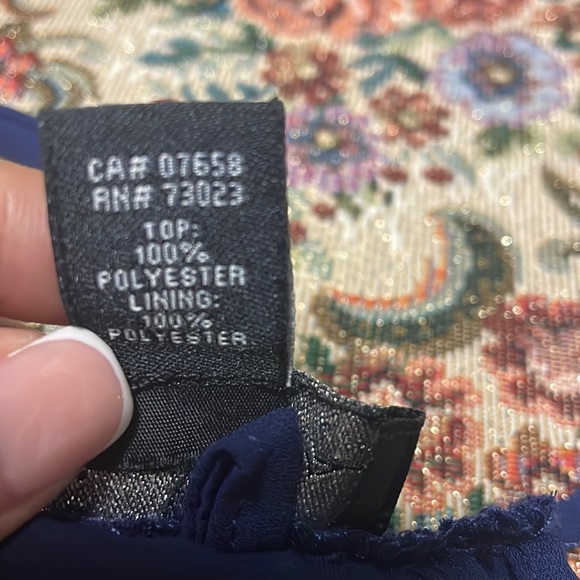 CA# 07658
RN# 73023
TOP:
100%
POLYESTER
LINING:
100%
POLYESTER